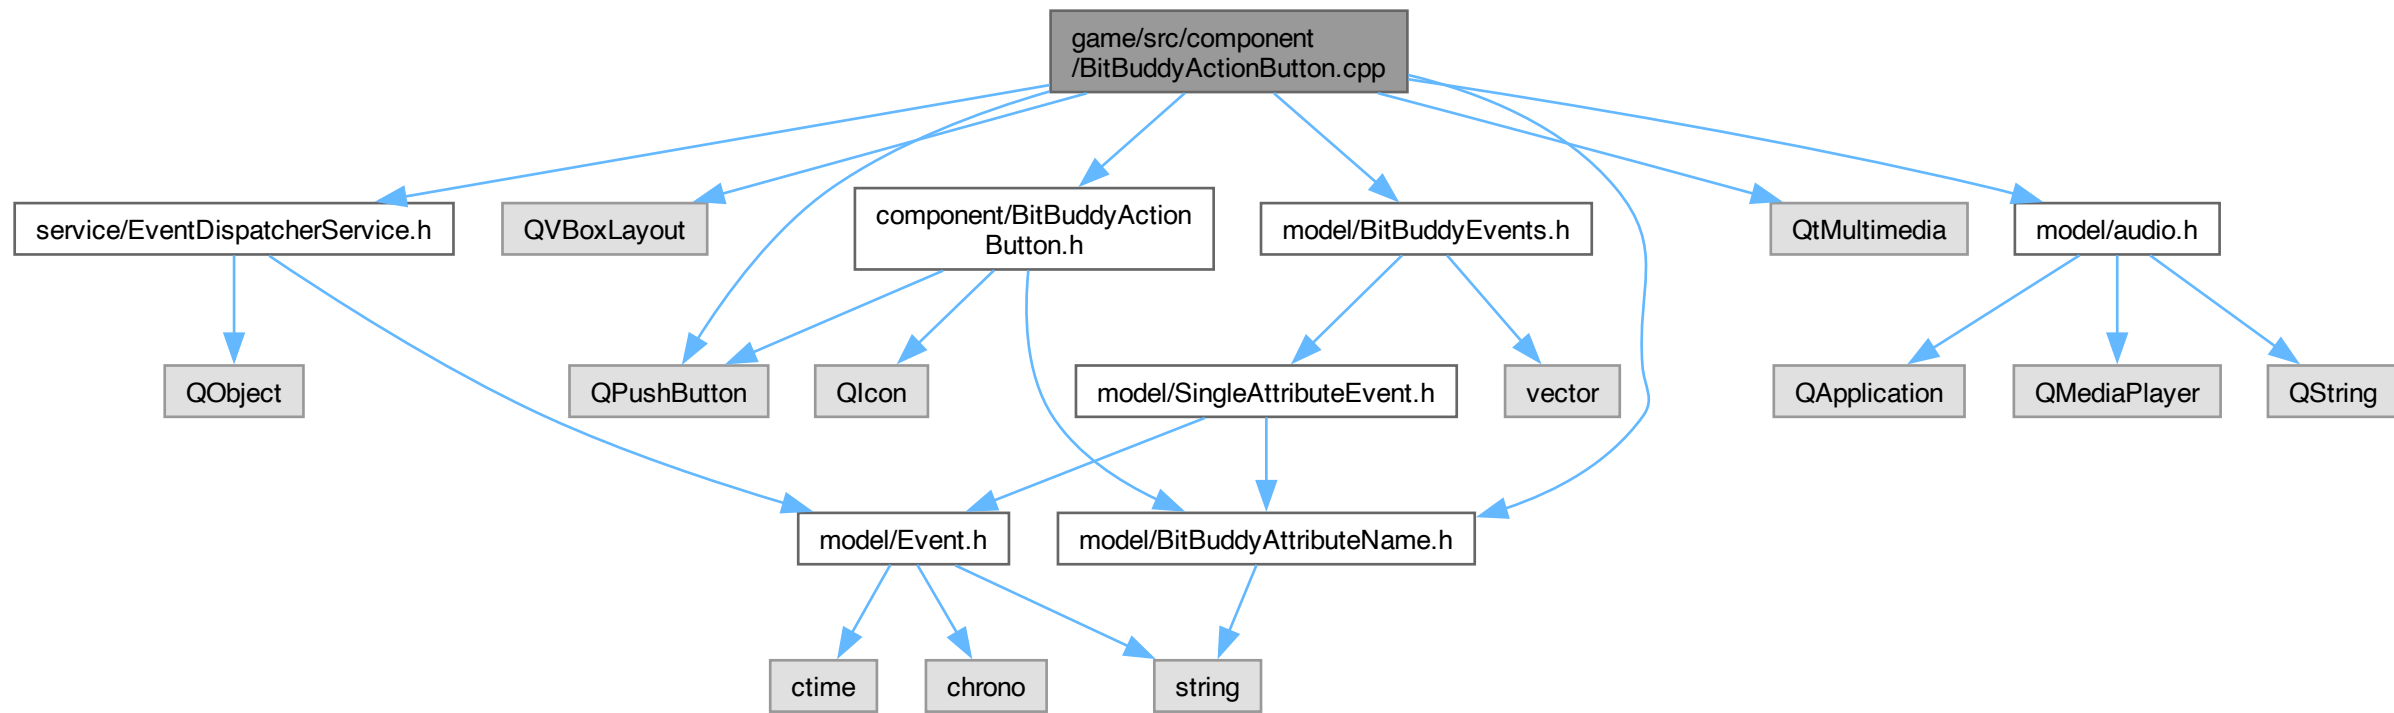 game/src/component
/BitBuddyActionButton.cpp
service/EventDispatcherService.h
QVBoxLayout
component/BitBuddyAction
Button.h
model/BitBuddyEvents.h
QtMultimedia
model/audio.h
QObject
QPushButton
QIcon
model/SingleAttributeEvent.h
vector
QApplication
QMediaPlayer
QString
model/Event.h
model/BitBuddyAttributeName.h
ctime
chrono
string